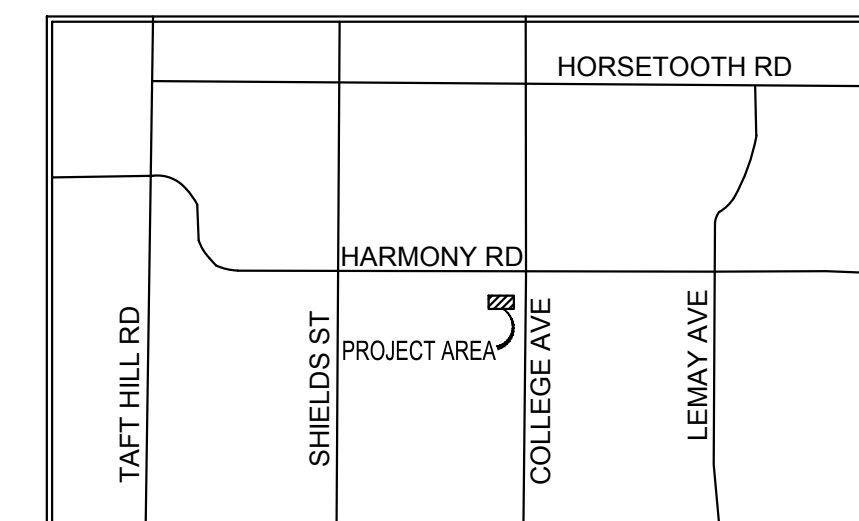 HORSETOOTH RD
HARMONY RD
PROJECT AREA
TAFT HILL RD
SHIELDS ST
COLLEGE AVE
LEMAY AVE